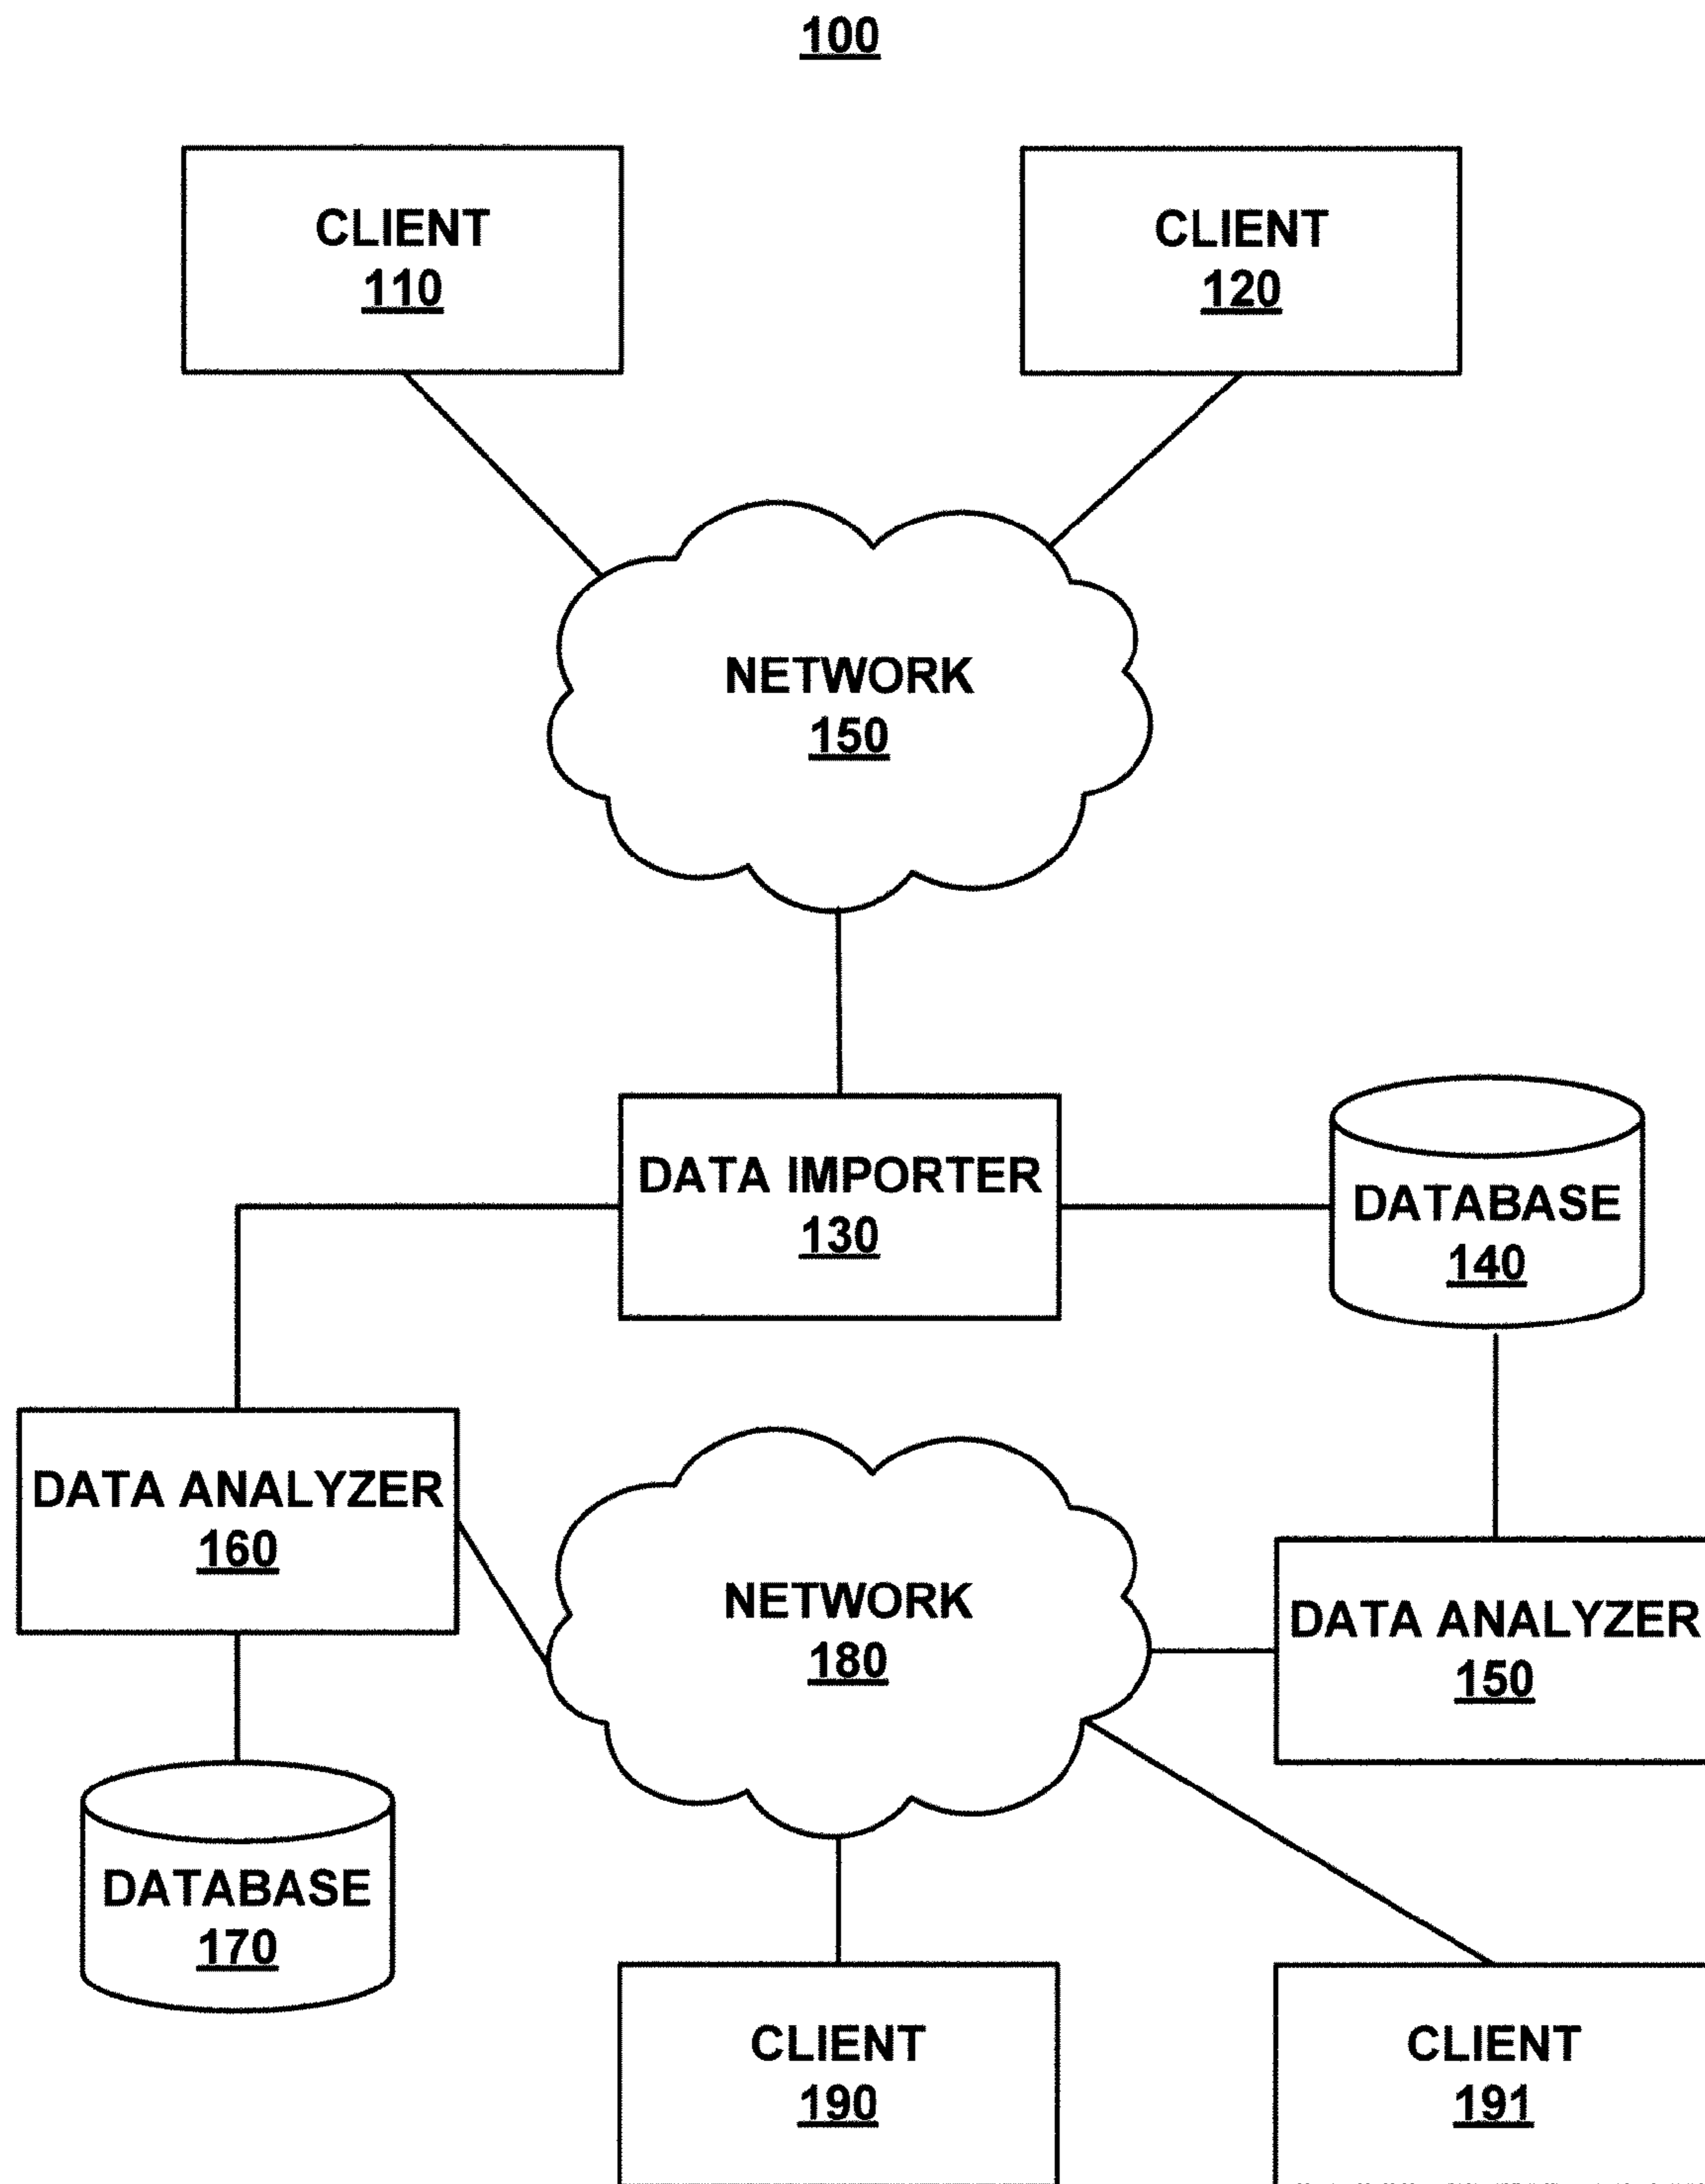 100
CLIENT
110
CLIENT
120
NETWORK
150
DATA IMPORTER
130
DATABASE
140
DATA ANALYZER
160
NETWORK
180
DATA ANALYZER
150
DATABASE
170
CLIENT
190
CLIENT
191